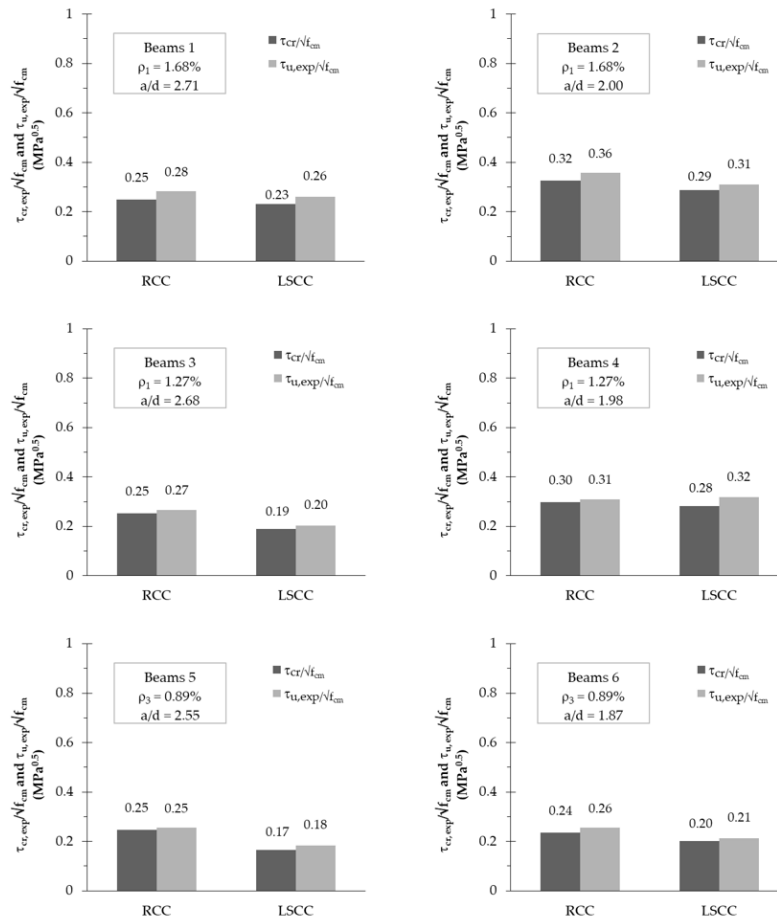 τcr,exp/√fcm and τu,exp/√fcm
(MPa0.5)
1
0.8
0.6
0.4
0.2
0
Beams 1
ρ1 = 1.68%
a/d = 2.71
τcr/√fcm
τu,exp/√fcm
0.25 0.28 0.23 0.26
RCC LSCC
τcr,exp/√fcm and τu,exp/√fcm
(MPa0.5)
1
0.8
0.6
0.4
0.2
0
Beams 2
ρ1 = 1.68%
a/d = 2.00
τcr/√fcm
τu,exp/√fcm
0.32 0.36 0.29 0.31
RCC LSCC
τcr,exp/√fcm and τu,exp/√fcm
(MPa0.5)
1
0.8
0.6
0.4
0.2
0
Beams 3
ρ1 = 1.27%
a/d = 2.68
τcr/√fcm
τu,exp/√fcm
0.25 0.27 0.19 0.20
RCC LSCC
τcr,exp/√fcm and τu,exp/√fcm
(MPa0.5)
1
0.8
0.6
0.4
0.2
0
Beams 4
ρ1 = 1.27%
a/d = 1.98
τcr/√fcm
τu,exp/√fcm
0.30 0.31 0.28 0.32
RCC LSCC
τcr,exp/√fcm and τu,exp/√fcm
(MPa0.5)
1
0.8
0.6
0.4
0.2
0
Beams 5
ρ3 = 0.89%
a/d = 2.55
τcr/√fcm
τu,exp/√fcm
0.25 0.25 0.17 0.18
RCC LSCC
τcr,exp/√fcm and τu,exp/√fcm
(MPa0.5)
1
0.8
0.6
0.4
0.2
0
Beams 6
ρ3 = 0.89%
a/d = 1.87
τcr/√fcm
τu,exp/√fcm
0.24 0.26 0.20 0.21
RCC LSCC